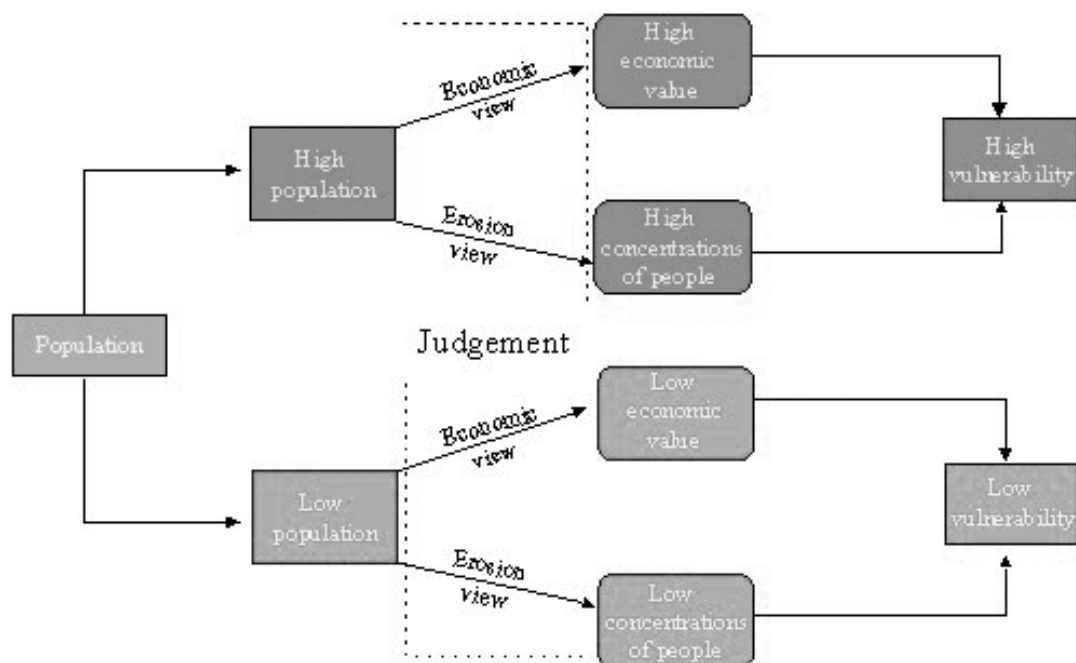 High
economic
value
Economic
view
High
population
High
vulnerability
Erosion
view
High
concentrations
of people
Population
Judgement
Low
economic
value
Economic
view
Low
population
Low
vulnerability
Erosion
view
Low
concentrations
of people